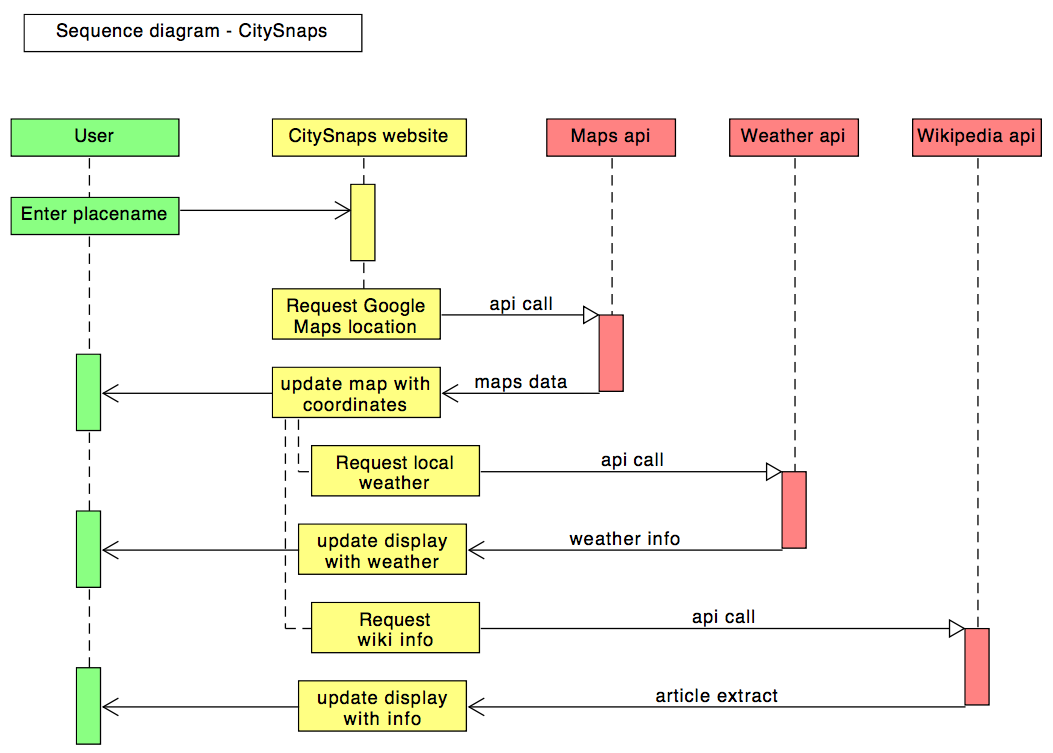 Sequence diagram - CitySnaps
User
CitySnaps website
Maps api
Weather api
Wikipedia api
Enter placename
Request Google
Maps location
api call
update map with
coordinates
maps data
Request local
weather
api call
update display
with weather
weather info
Request
wiki info
api call
update display
with info
article extract